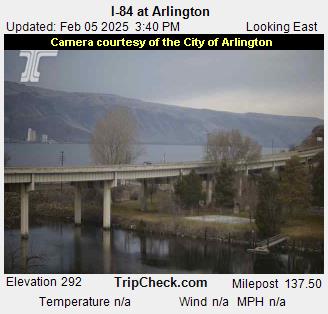 I-84 at Arlington
Updated: Feb 05 2025 3:40 PM Looking East
Camera courtesy of the City of Arlington
Elevation 292 TripCheck.com Milepost 137.50
Temperature n/a Wind n/a MPH n/a